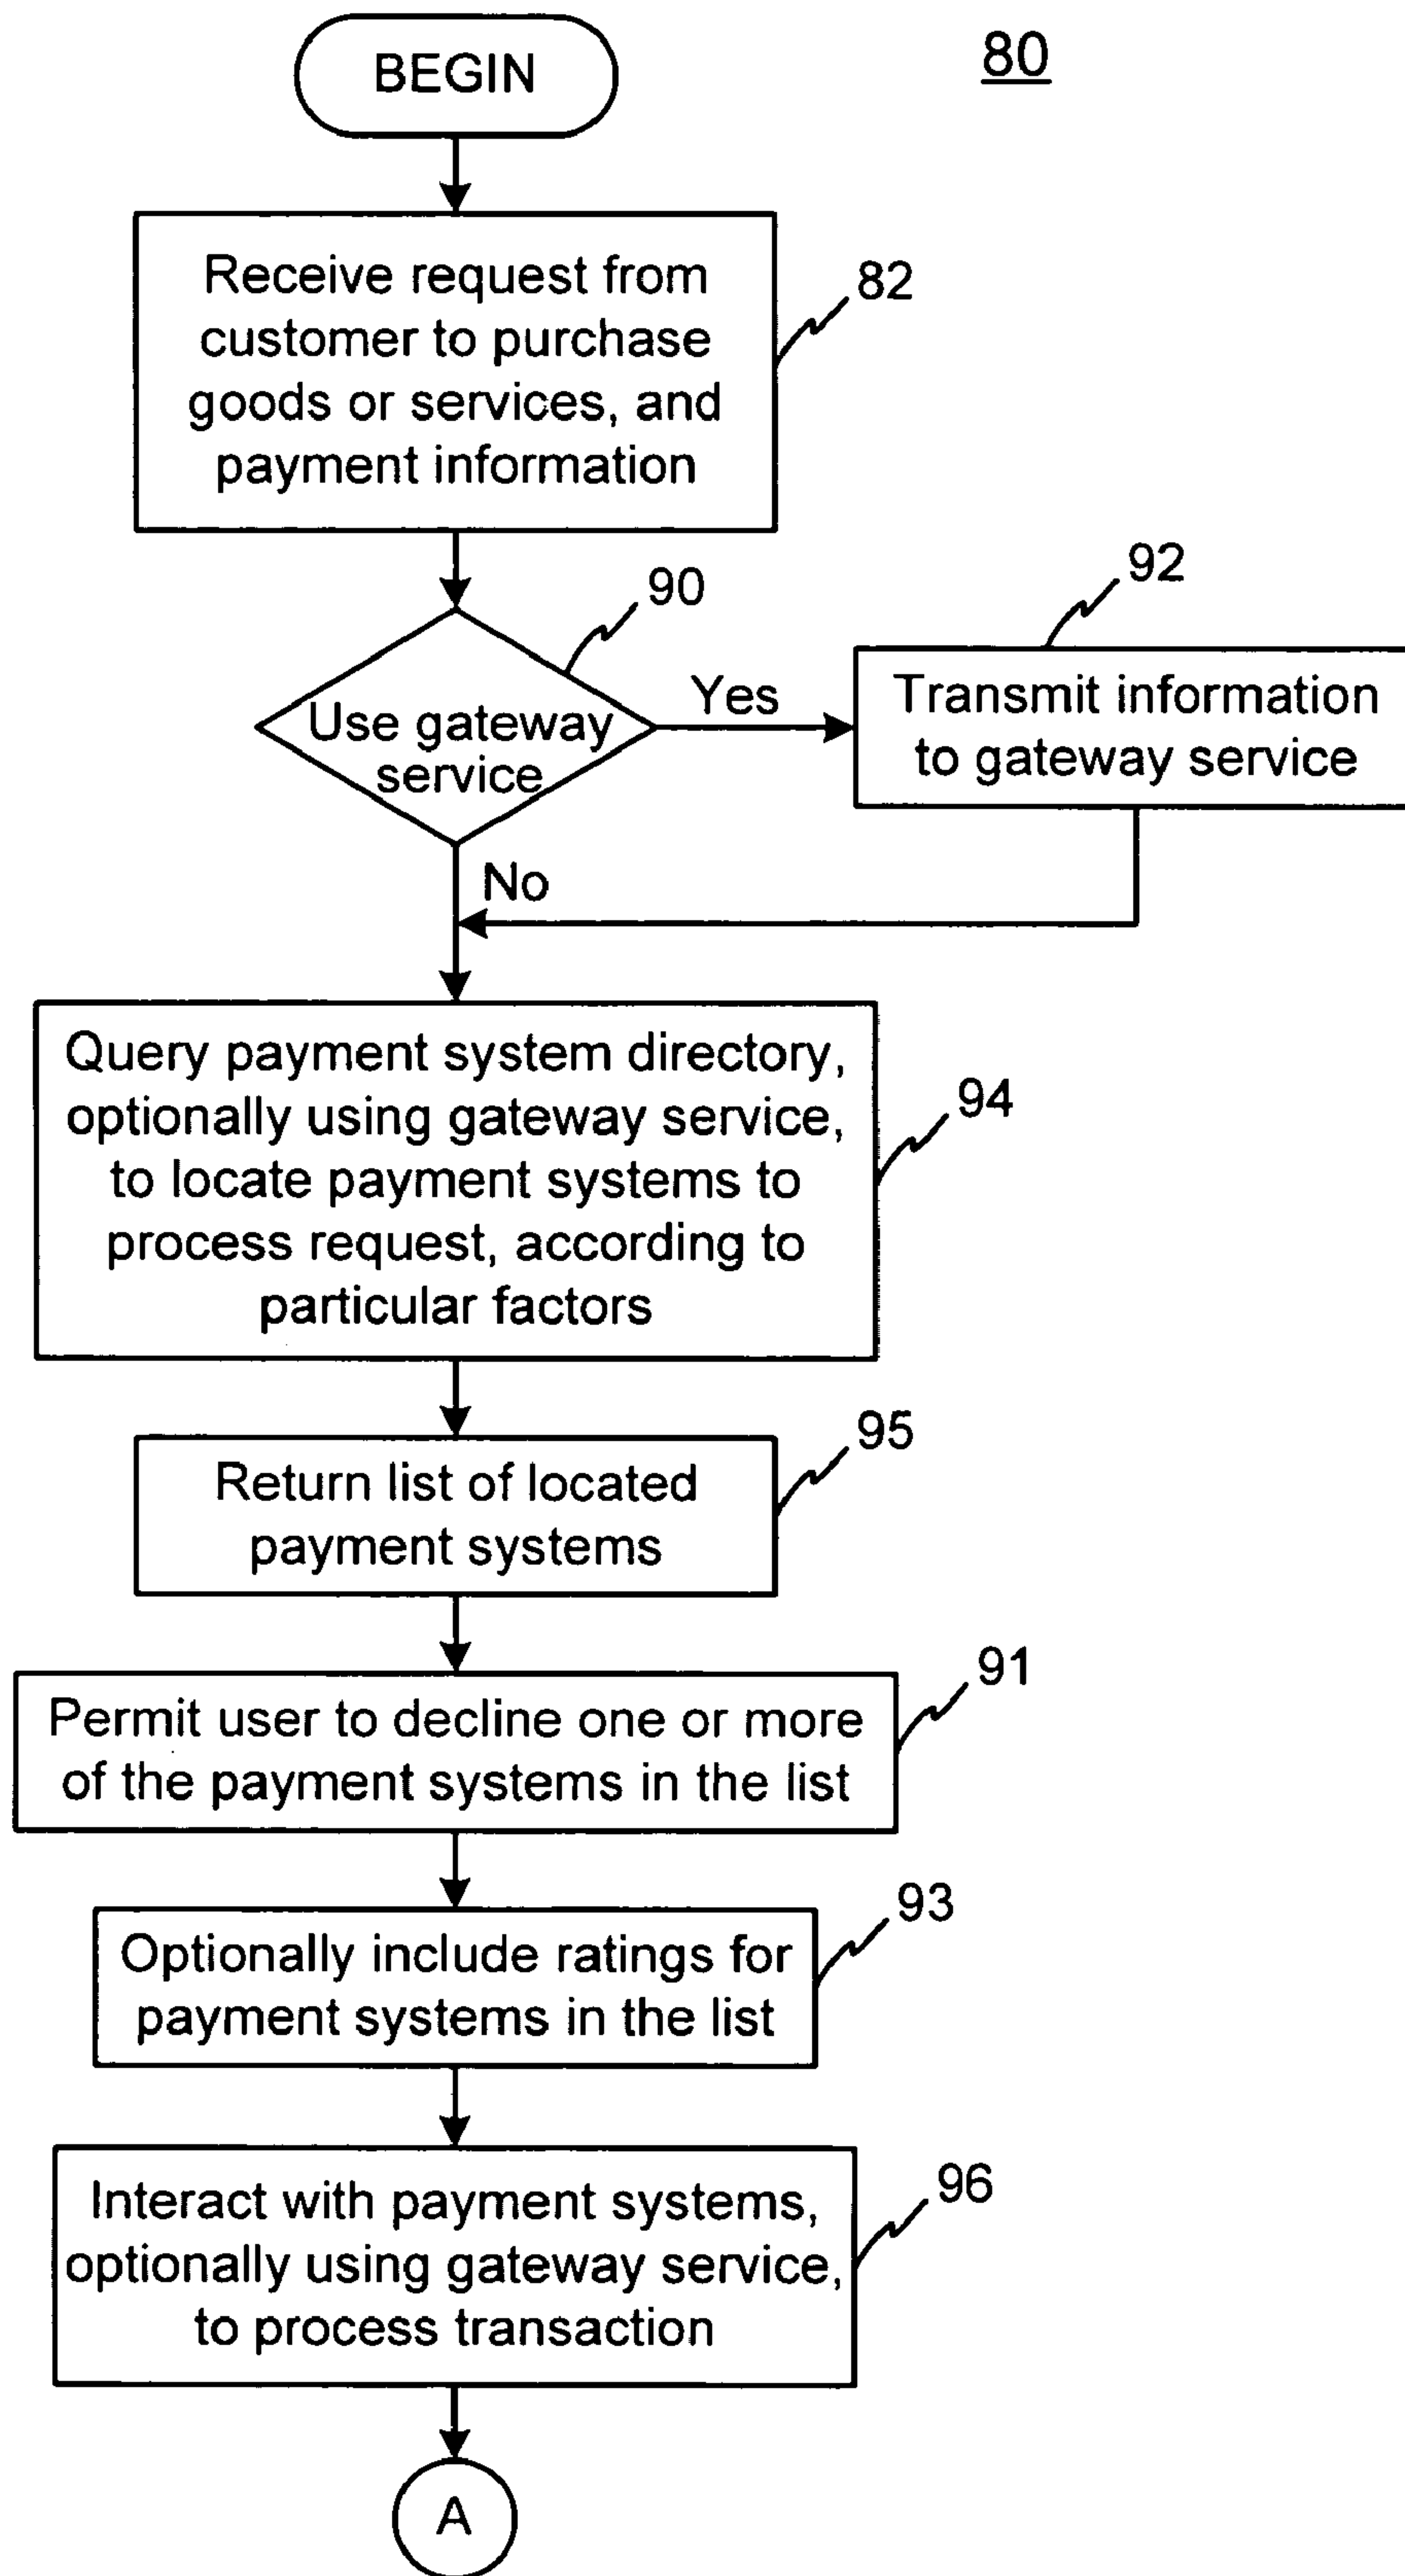 BEGIN
80
Receive request from
customer to purchase
goods or services, and
payment information
82
90
Use gateway
service
Yes
92
Transmit information
to gateway service
No
Query payment system directory,
optionally using gateway service,
to locate payment systems to
process request, according to
particular factors
94
Return list of located
payment systems
95
Permit user to decline one or more
of the payment systems in the list
91
Optionally include ratings for
payment systems in the list
93
Interact with payment systems,
optionally using gateway service,
to process transaction
96
A